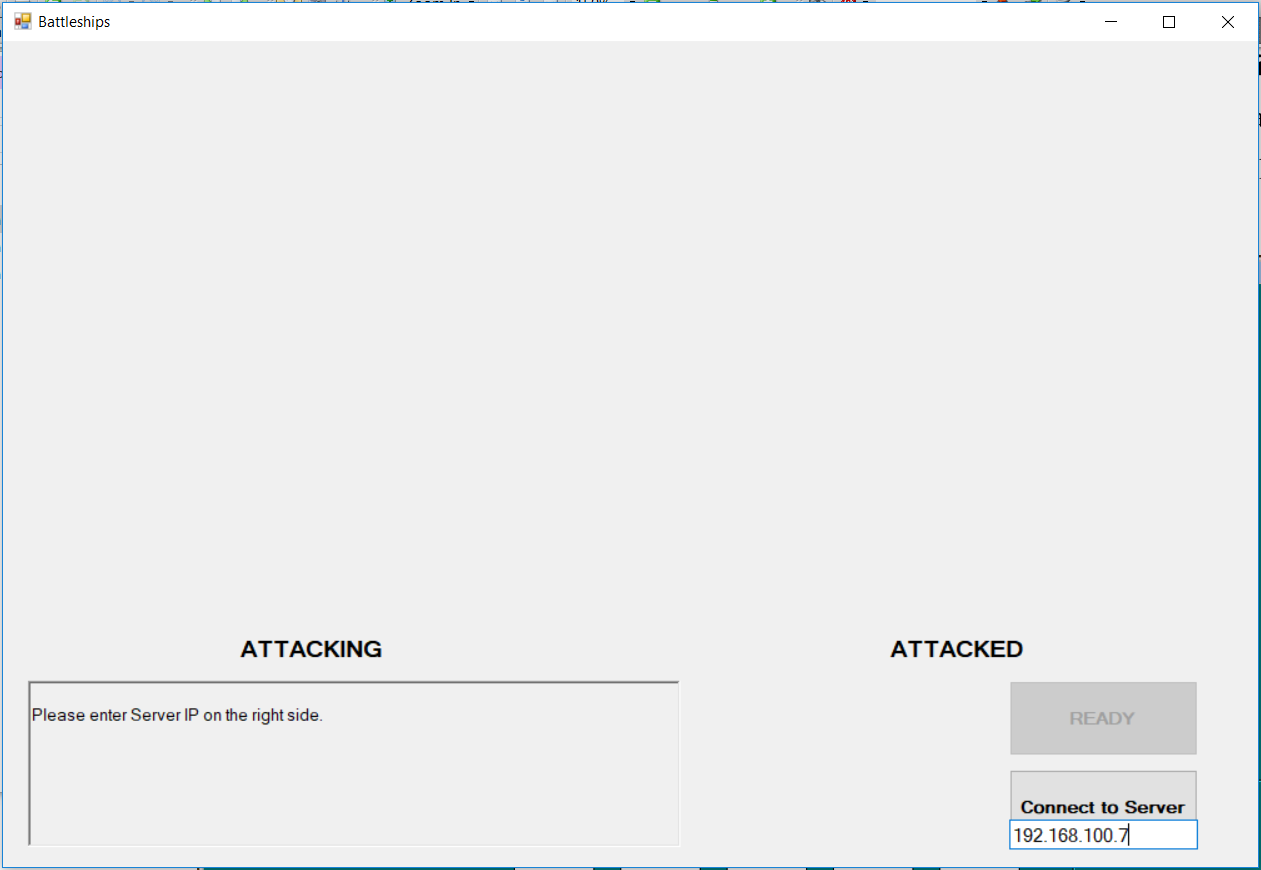 Battleships
ATTACKING
ATTACKED
Please enter Server IP on the right side.
READY
Connect to Server
192.168.100.7